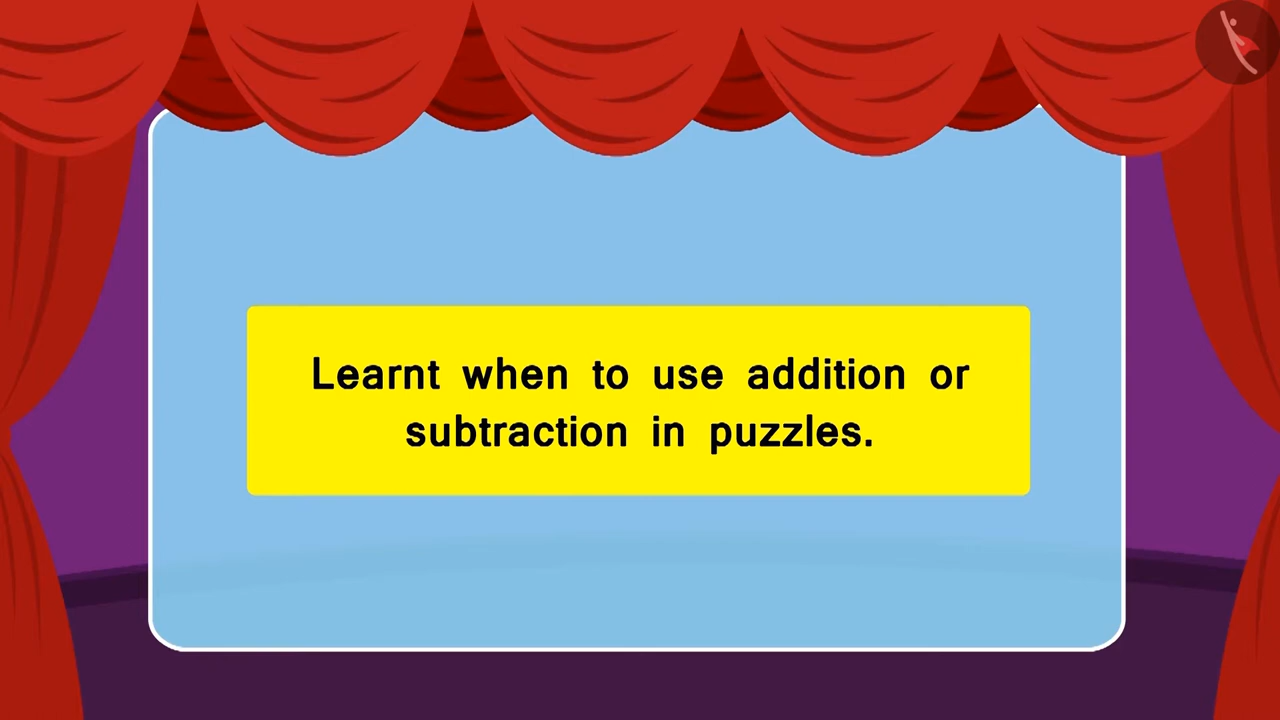 Learnt when to use addition or
subtraction in puzzles.